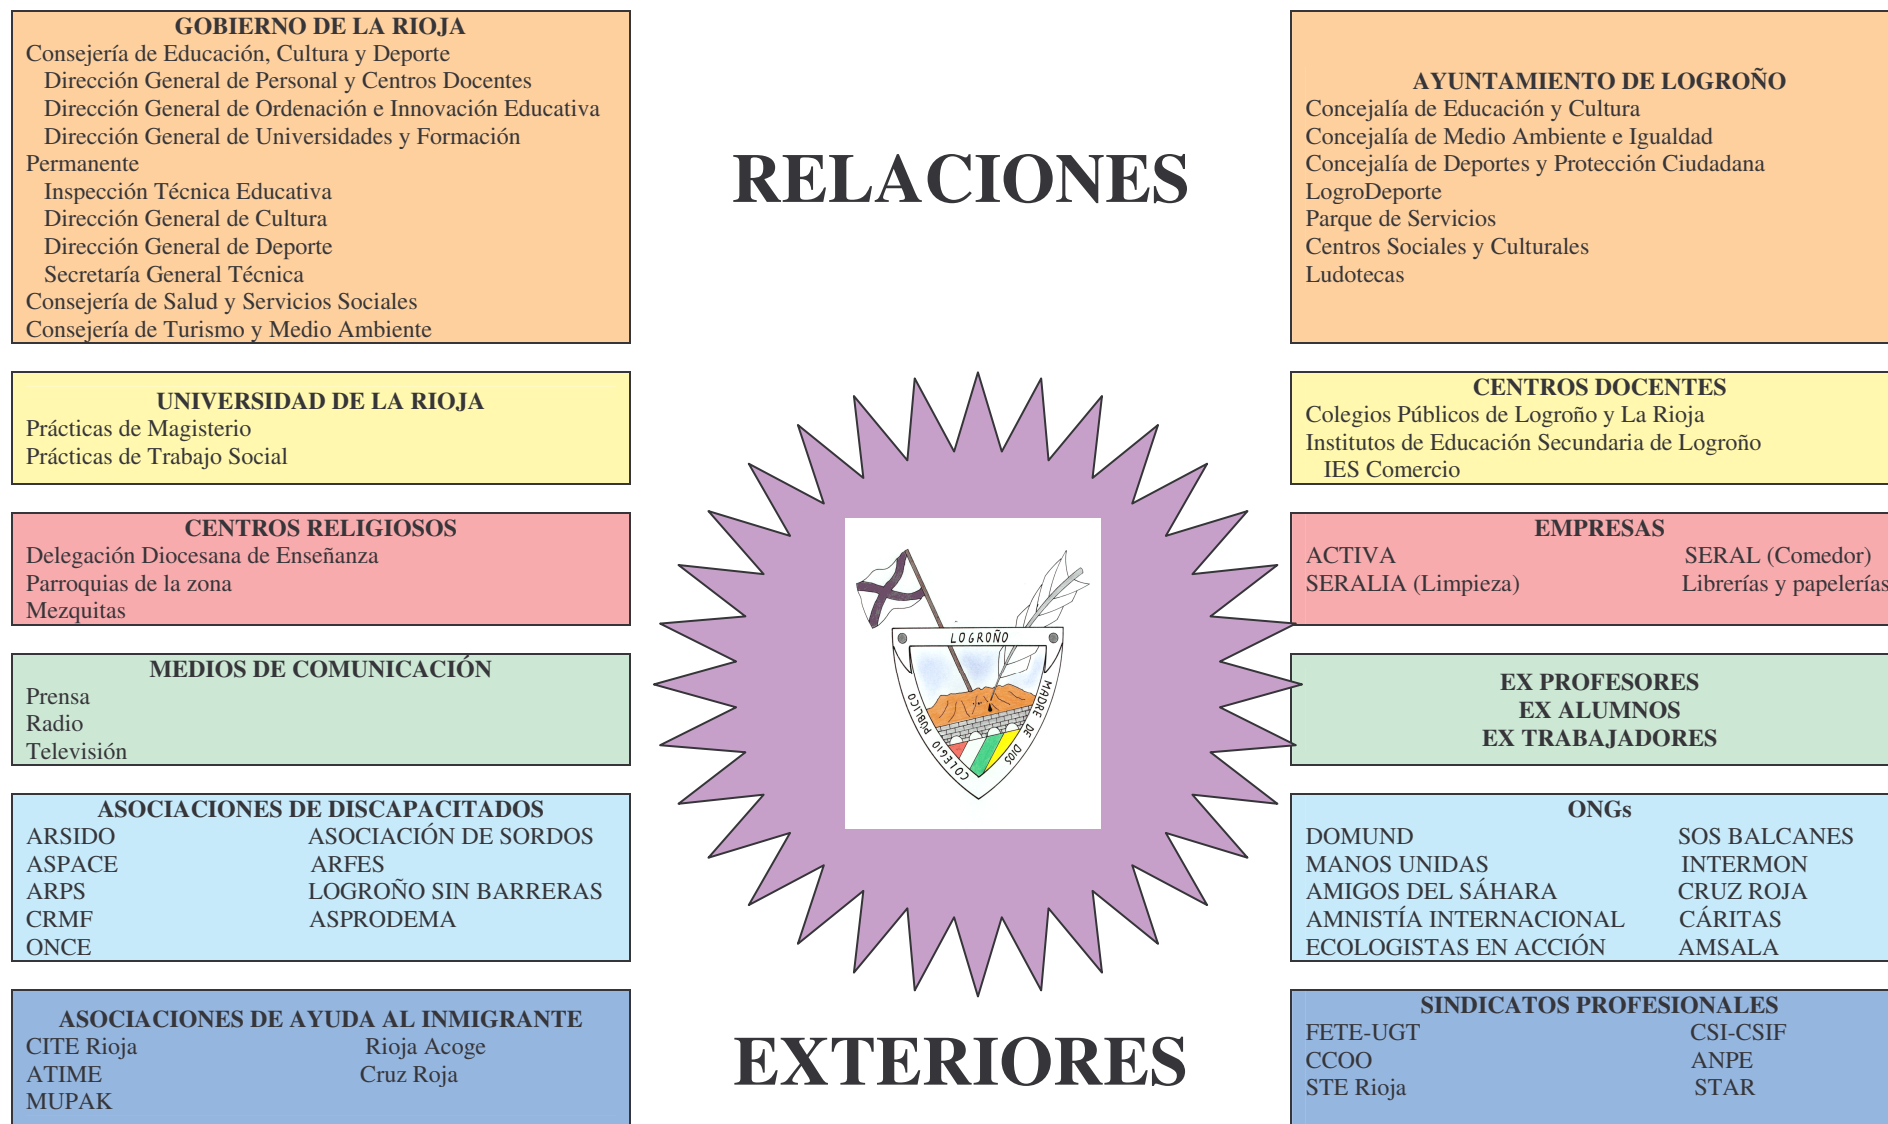 GOBIERNO DE LA RIOJA
Consejería de Educación, Cultura y Deporte
Dirección General de Personal y Centros Docentes
Dirección General de Ordenación e Innovación Educativa
Dirección General de Universidades y Formación
Permanente
Inspección Técnica Educativa
Dirección General de Cultura
Dirección General de Deporte
Secretaría General Técnica
Consejería de Salud y Servicios Sociales
Consejería de Turismo y Medio Ambiente
RELACIONES
AYUNTAMIENTO DE LOGROÑO
Concejalía de Educación y Cultura
Concejalía de Medio Ambiente e Igualdad
Concejalía de Deportes y Protección Ciudadana
LogroDeporte
Parque de Servicios
Centros Sociales y Culturales
Ludotecas
UNIVERSIDAD DE LA RIOJA
Prácticas de Magisterio
Prácticas de Trabajo Social
CENTROS DOCENTES
Colegios Públicos de Logroño y La Rioja
Institutos de Educación Secundaria de Logroño
IES Comercio
CENTROS RELIGIOSOS
Delegación Diocesana de Enseñanza
Parroquias de la zona
Mezquitas
EMPRESAS
ACTIVA SERAL (Comedor)
SERALIA (Limpieza) Librerías y papelerías
LOGROÑO
COLEGIO PÚBLICO
MADRE DE DIOS
MEDIOS DE COMUNICACIÓN
Prensa
Radio
Televisión
EX PROFESORES
EX ALUMNOS
EX TRABAJADORES
ASOCIACIONES DE DISCAPACITADOS
ARSIDO ASOCIACIÓN DE SORDOS
ASPACE ARFES
ARPS LOGROÑO SIN BARRERAS
CRMF ASPRODEMA
ONCE
ONGs
DOMUND SOS BALCANES
MANOS UNIDAS INTERMON
AMIGOS DEL SÁHARA CRUZ ROJA
AMNISTÍA INTERNACIONAL CÁRITAS
ECOLOGISTAS EN ACCIÓN AMSALA
ASOCIACIONES DE AYUDA AL INMIGRANTE
CITE Rioja Rioja Acoge
ATIME Cruz Roja
MUPAK
EXTERIORES
SINDICATOS PROFESIONALES
FETE-UGT CSI-CSIF
CCOO ANPE
STE Rioja STAR